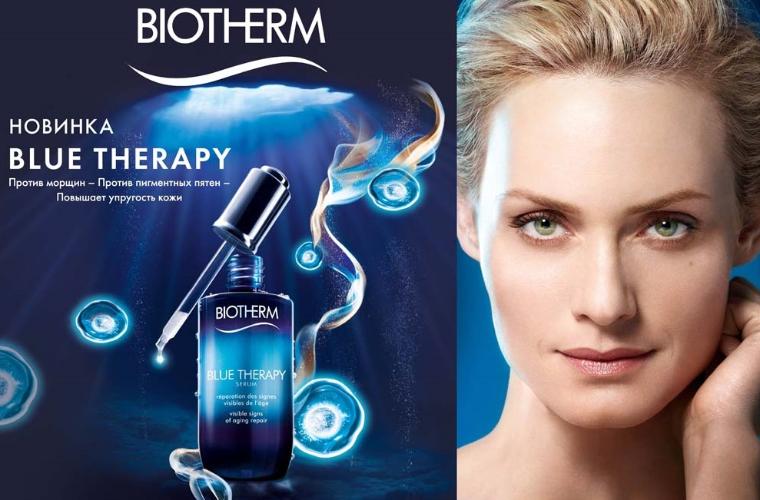 BIOTHERM
НОВИНКА
BLUE THERAPY
Против морщин – Против пигментных пятен –
Повышает упругость кожи
BIOTHERM
BLUE THERAPY
SERUM
réparation des signes
visibles de l'âge
visible signs
of aging repair